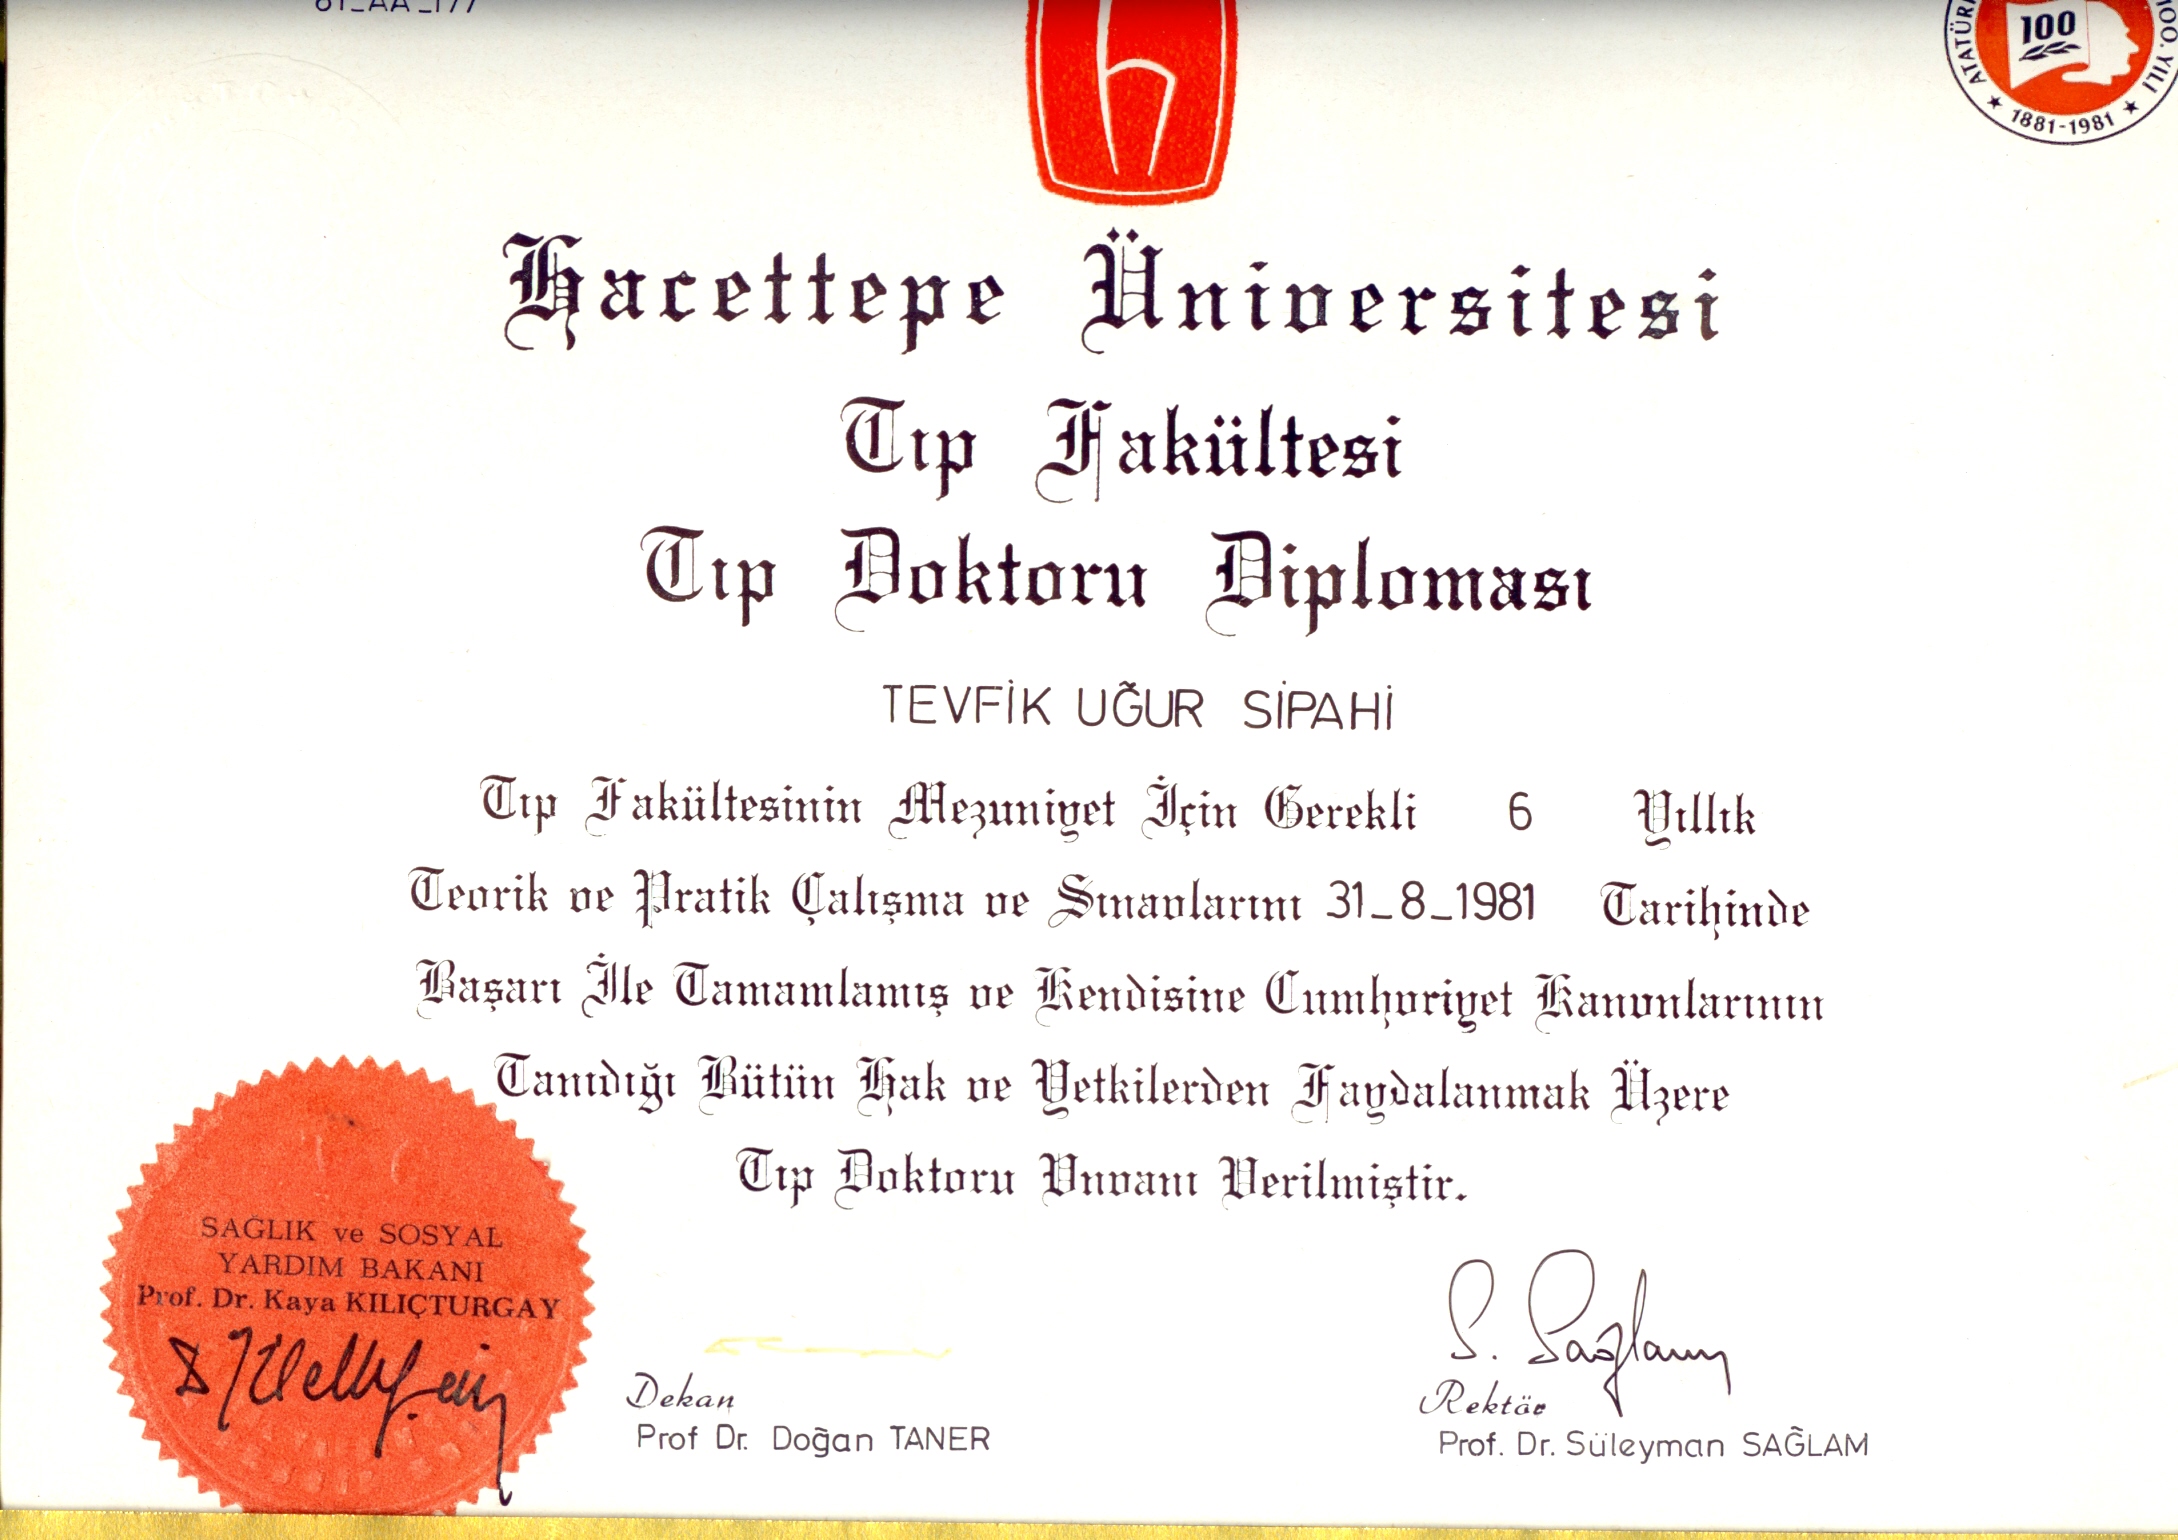 81_AA_177
100
ATATÜRK
100. YILI
★ 1881-1981 ★
Hacettepe Üniversitesi
Tıp Fakültesi
Tıp Doktoru Diploması
TEVFİK UĞUR SİPAHİ
Tıp Fakültesinin Mezuniyet İçin Gerekli 6 Yıllık
Teorik ve Pratik Çalışma ve Sınavlarını 31_8_1981 Tarihinde
Başarı İle Tamamlamış ve Kendisine Cumhuriyet Kanunlarının
Tanıdığı Bütün Hak ve Yetkilerden Faydalanmak Üzere
Tıp Doktoru Unvanı Verilmiştir.
SAĞLIK ve SOSYAL
YARDIM BAKANI
Prof. Dr. Kaya KILIÇTURGAY
S. Sağlam
Dekan
Prof Dr. Doğan TANER
Rektör
Prof. Dr. Süleyman SAĞLAM